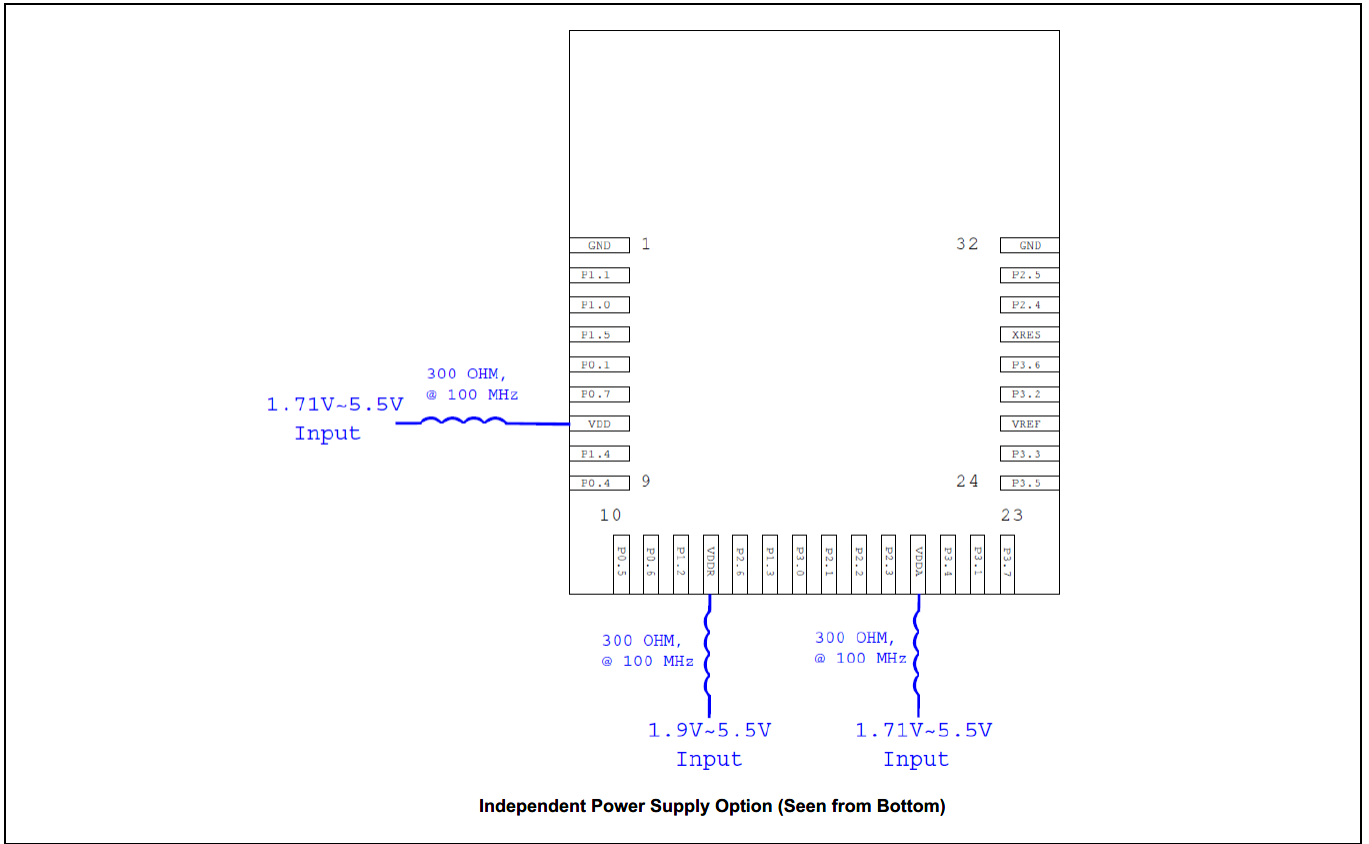 GND 1
P1.1
P1.0
P1.5
P0.1
P0.7
VDD
P1.4
P0.4 9
32 GND
P2.5
P2.4
XRES
P3.6
P3.2
VREF
P3.3
24 P3.5
300 OHM,
@ 100 MHz
1.71V~5.5V
Input
10
23
P0.5
P0.6
P1.2
VDDR
P2.6
P1.3
P3.0
P2.1
P2.2
P2.3
VDDA
P3.4
P3.1
P3.7
300 OHM,
@ 100 MHz
1.9V~5.5V
Input
300 OHM,
@ 100 MHz
1.71V~5.5V
Input
Independent Power Supply Option (Seen from Bottom)